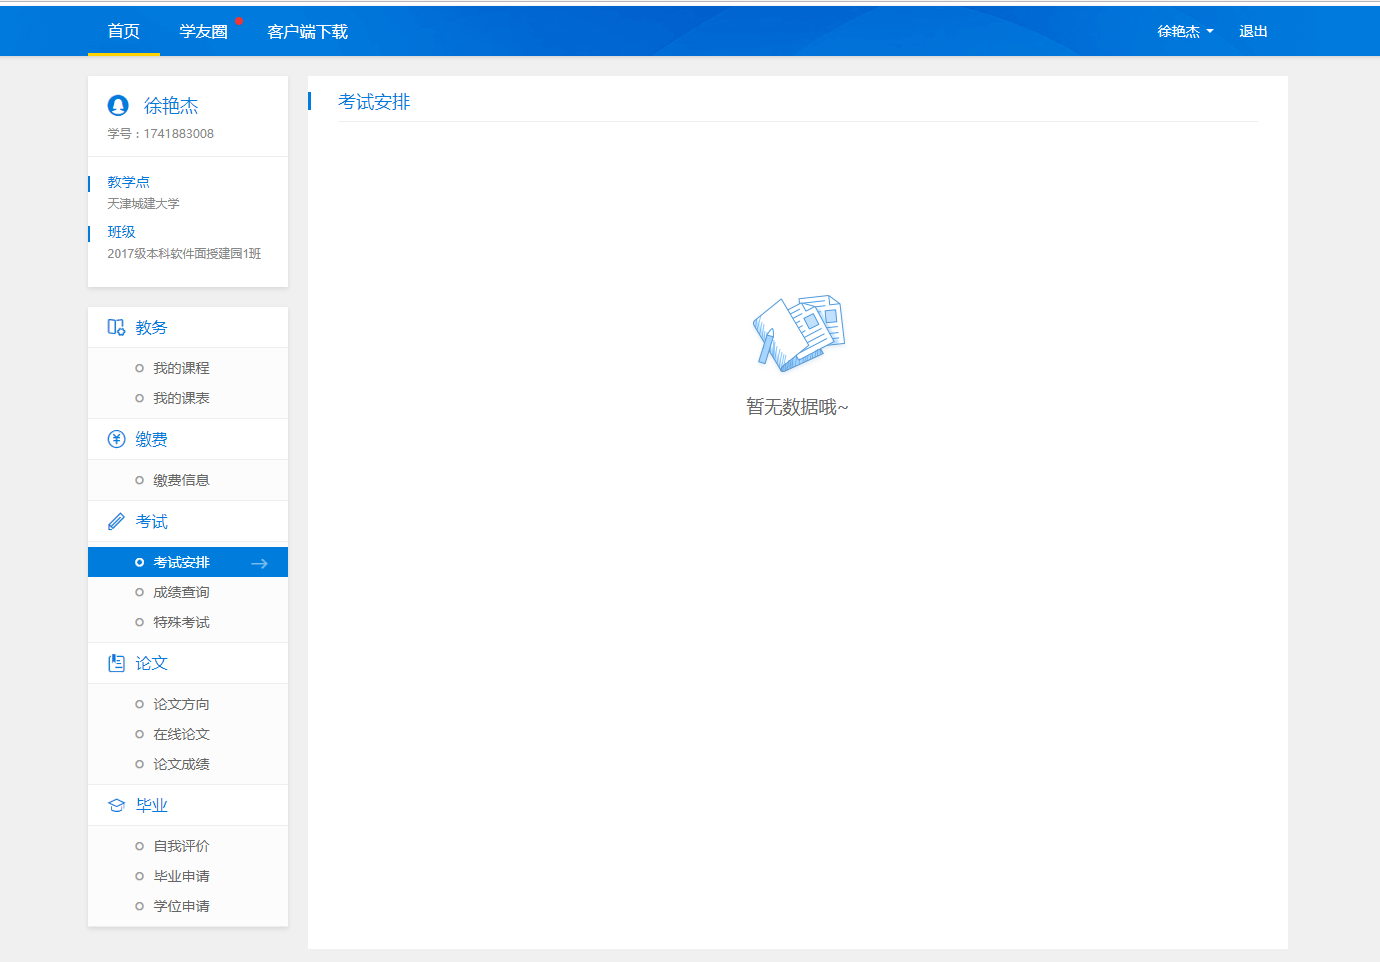 首页 学友圈 客户端下载 徐艳杰 退出
徐艳杰
学号：1741883008
教学点
天津城建大学
班级
2017级本科软件面授建园1班
教务
我的课程
我的课表
缴费
缴费信息
考试
考试安排
成绩查询
特殊考试
论文
论文方向
在线论文
论文成绩
毕业
自我评价
毕业申请
学位申请
考试安排
暂无数据哦~